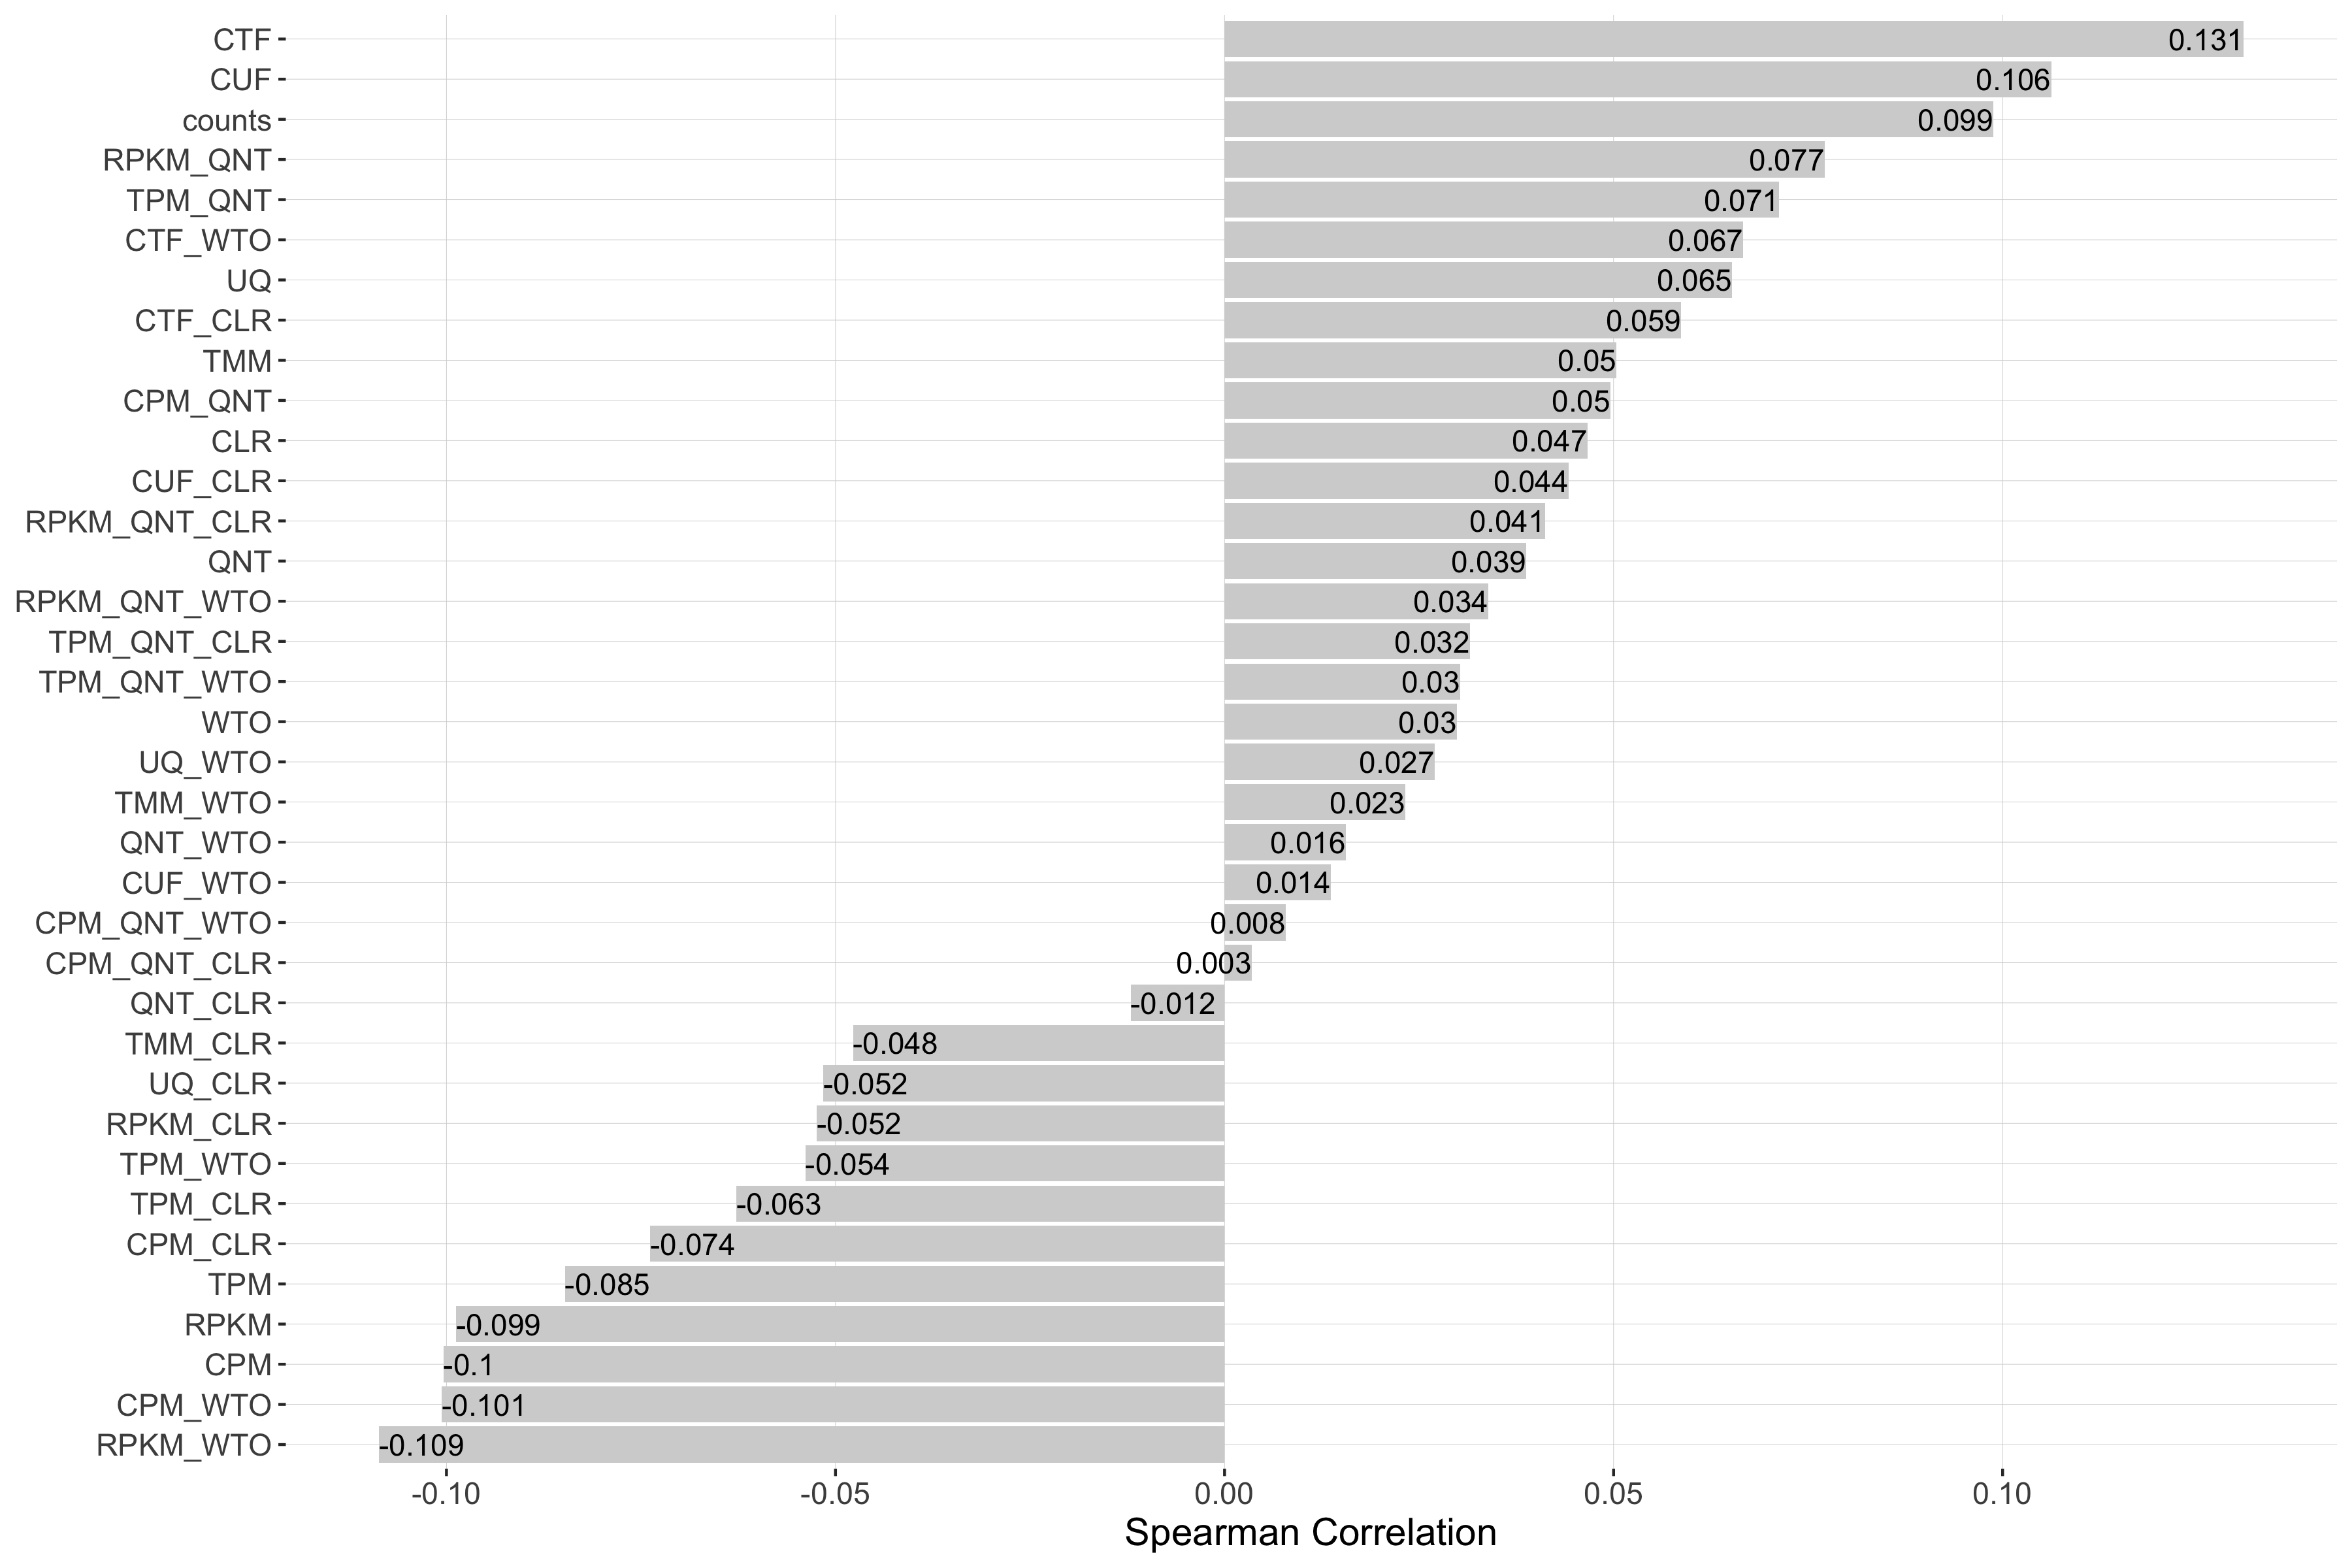 CTF 0.131
CUF 0.106
counts 0.099
RPKM_QNT 0.077
TPM_QNT 0.071
CTF_WTO 0.067
UQ 0.065
CTF_CLR 0.059
TMM 0.05
CPM_QNT 0.05
CLR 0.047
CUF_CLR 0.044
RPKM_QNT_CLR 0.041
QNT 0.039
RPKM_QNT_WTO 0.034
TPM_QNT_CLR 0.032
TPM_QNT_WTO 0.03
WTO 0.03
UQ_WTO 0.027
TMM_WTO 0.023
QNT_WTO 0.016
CUF_WTO 0.014
CPM_QNT_WTO 0.008
CPM_QNT_CLR 0.003
QNT_CLR -0.012
TMM_CLR -0.048
UQ_CLR -0.052
RPKM_CLR -0.052
TPM_WTO -0.054
TPM_CLR -0.063
CPM_CLR -0.074
TPM -0.085
RPKM -0.099
CPM -0.1
CPM_WTO -0.101
RPKM_WTO -0.109
-0.10 -0.05 0.00 0.05 0.10
Spearman Correlation